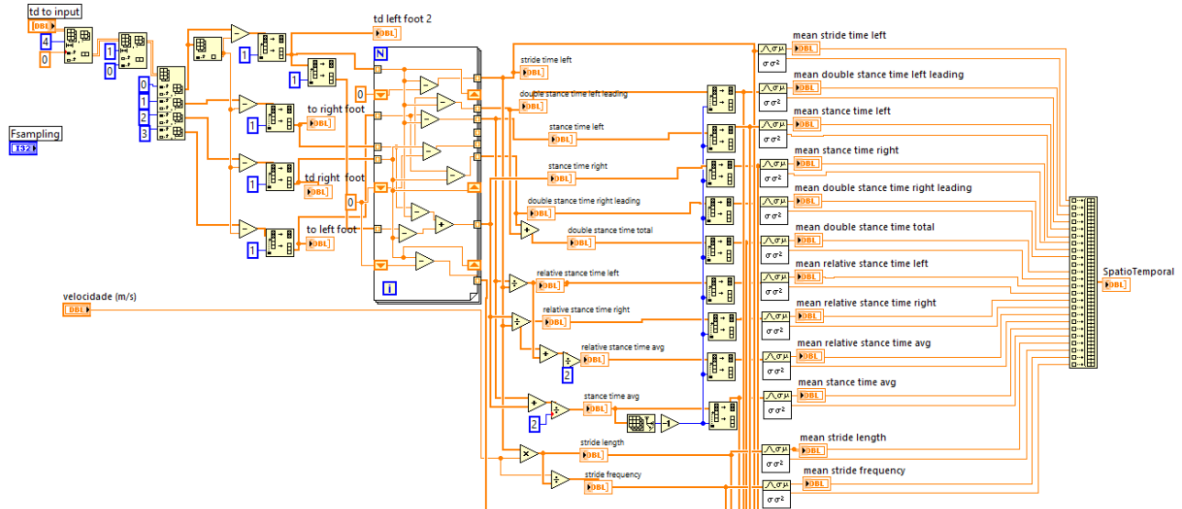 td to input
DBL
4
0
1
0
0
1
2
3
Fsampling
I32
velocidade (m/s)
DBL
1
1
1
1
1
td left foot 2
DBL]
to right foot
DBL]
td right foot
DBL]
to left foot
DBL]
N
0
0
i
stride time left
DBL]
double stance time left leading
DBL]
stance time left
DBL]
stance time right
DBL]
double stance time right leading
DBL]
double stance time total
DBL]
relative stance time left
DBL]
relative stance time right
DBL]
relative stance time avg
DBL]
2
stance time avg
DBL]
2
-1
stride length
DBL]
stride frequency
DBL]
mean stride time left
DBL
mean double stance time left leading
DBL
mean stance time left
DBL
mean stance time right
DBL
mean double stance time right leading
DBL
mean double stance time total
DBL
mean relative stance time left
DBL
mean relative stance time right
DBL
mean relative stance time avg
DBL
mean stance time avg
DBL
mean stride length
DBL
mean stride frequency
DBL
SpatioTemporal
DBL]